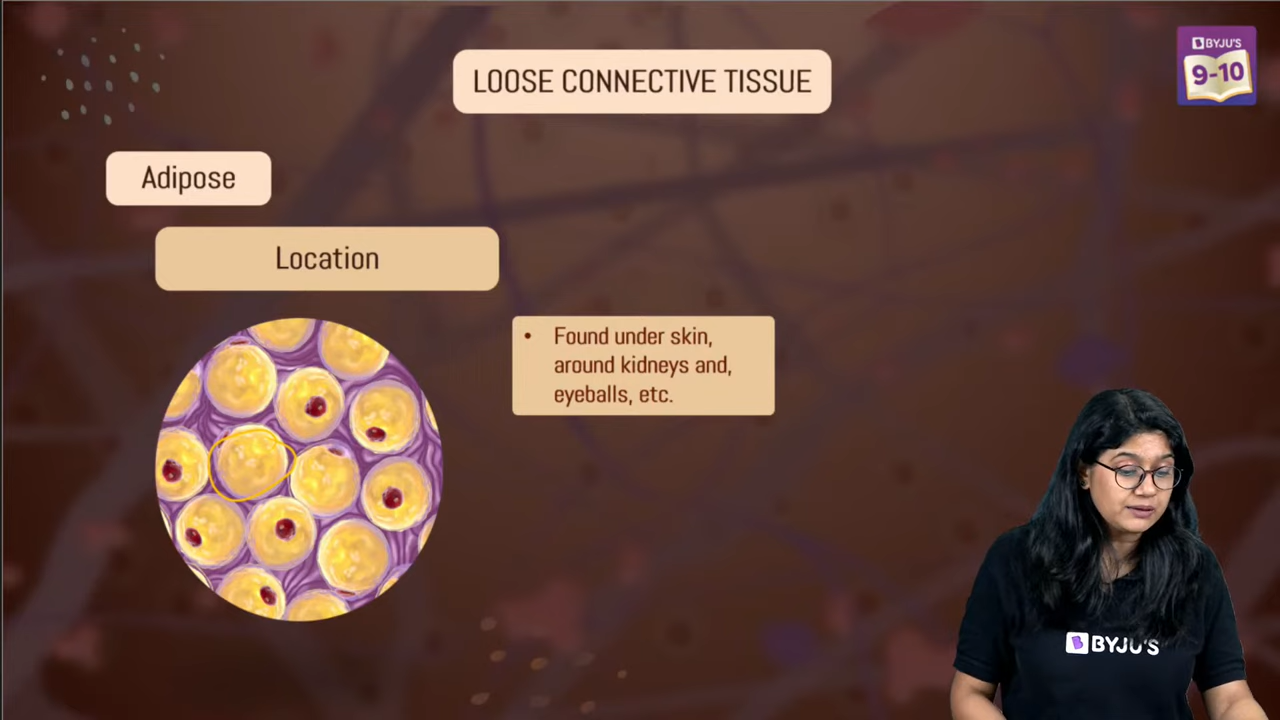 LOOSE CONNECTIVE TISSUE
BYJU'S
9-10
Adipose
Location
• Found under skin,
around kidneys and,
eyeballs, etc.
BYJU'S